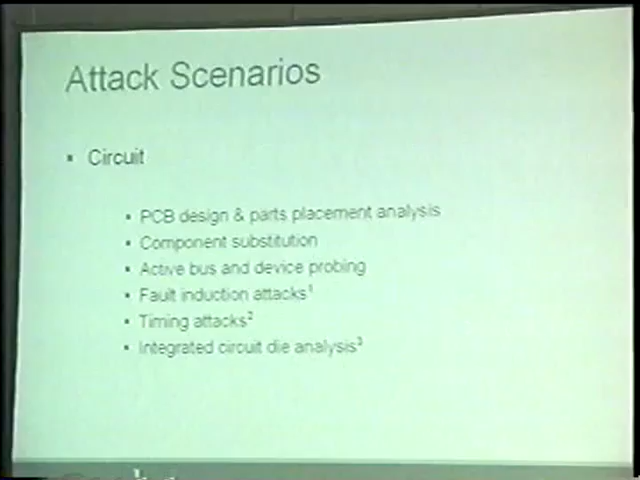 Attack Scenarios
▪ Circuit
▪ PCB design & parts placement analysis
▪ Component substitution
▪ Active bus and device probing
▪ Fault induction attacks¹
▪ Timing attacks²
▪ Integrated circuit die analysis³